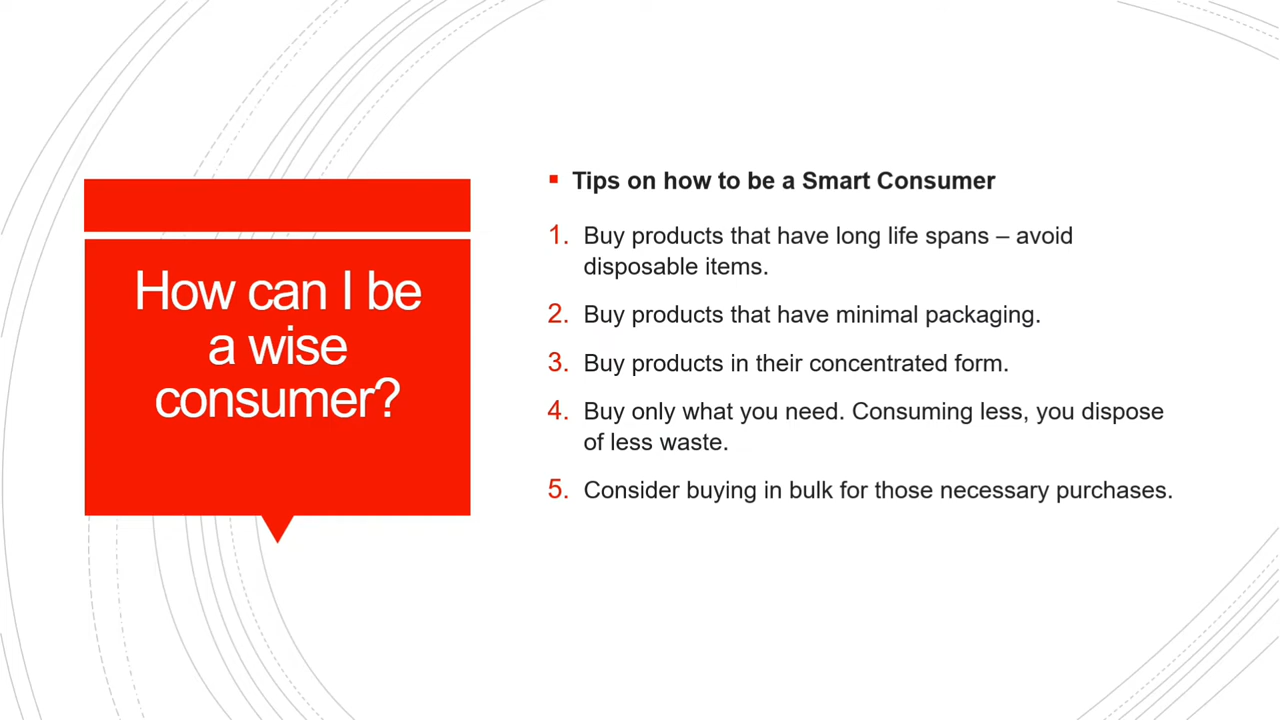 How can I be
a wise
consumer?
▪ Tips on how to be a Smart Consumer
1. Buy products that have long life spans – avoid
disposable items.
2. Buy products that have minimal packaging.
3. Buy products in their concentrated form.
4. Buy only what you need. Consuming less, you dispose
of less waste.
5. Consider buying in bulk for those necessary purchases.